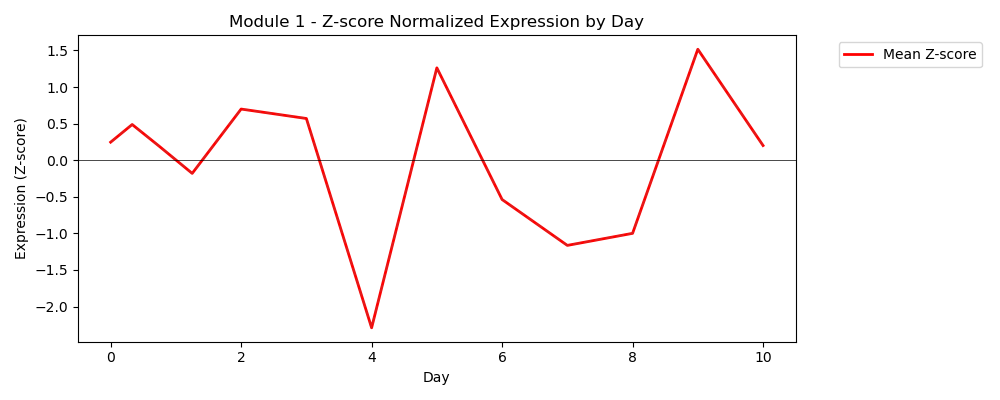 Module 1 - Z-score Normalized Expression by Day
Mean Z-score
Expression (Z-score)
1.5
1.0
0.5
0.0
−0.5
−1.0
−1.5
−2.0
0 2 4 6 8 10
Day